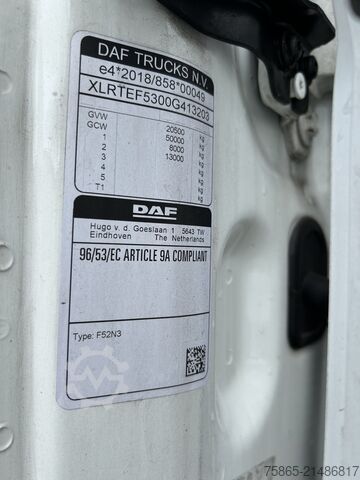 DAF TRUCKS N.V.
e4*2018/858*00049
XLRTEF5300G413203
GVW 20500 kg
GCW 50000 kg
1 8000 kg
2 13000 kg
3 kg
4 kg
5 kg
T1 kg
DAF
Hugo v. d. Goeslaan 1 5643 TW
Eindhoven The Netherlands
96/53/EC ARTICLE 9A COMPLIANT
Type: F52N3
75865-21486817